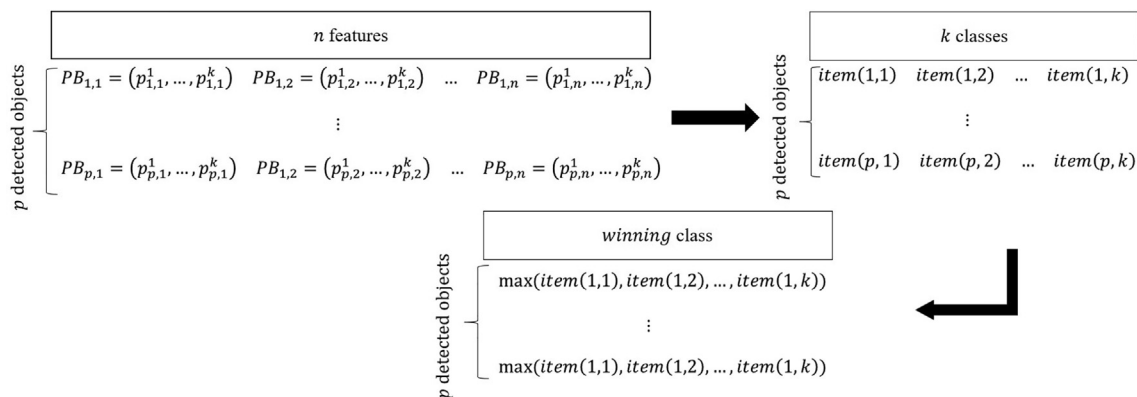 n features
p detected objects
PB_{1,1} = (p^1_{1,1}, …, p^k_{1,1}) PB_{1,2} = (p^1_{1,2}, …, p^k_{1,2}) … PB_{1,n} = (p^1_{1,n}, …, p^k_{1,n})
⋮
PB_{p,1} = (p^1_{p,1}, …, p^k_{p,1}) PB_{1,2} = (p^1_{p,2}, …, p^k_{p,2}) … PB_{p,n} = (p^1_{p,n}, …, p^k_{p,n})
k classes
p detected objects
item(1,1) item(1,2) … item(1, k)
⋮
item(p, 1) item(p, 2) … item(p, k)
winning class
p detected objects
max(item(1,1), item(1,2), …, item(1, k))
⋮
max(item(1,1), item(1,2), …, item(1, k))